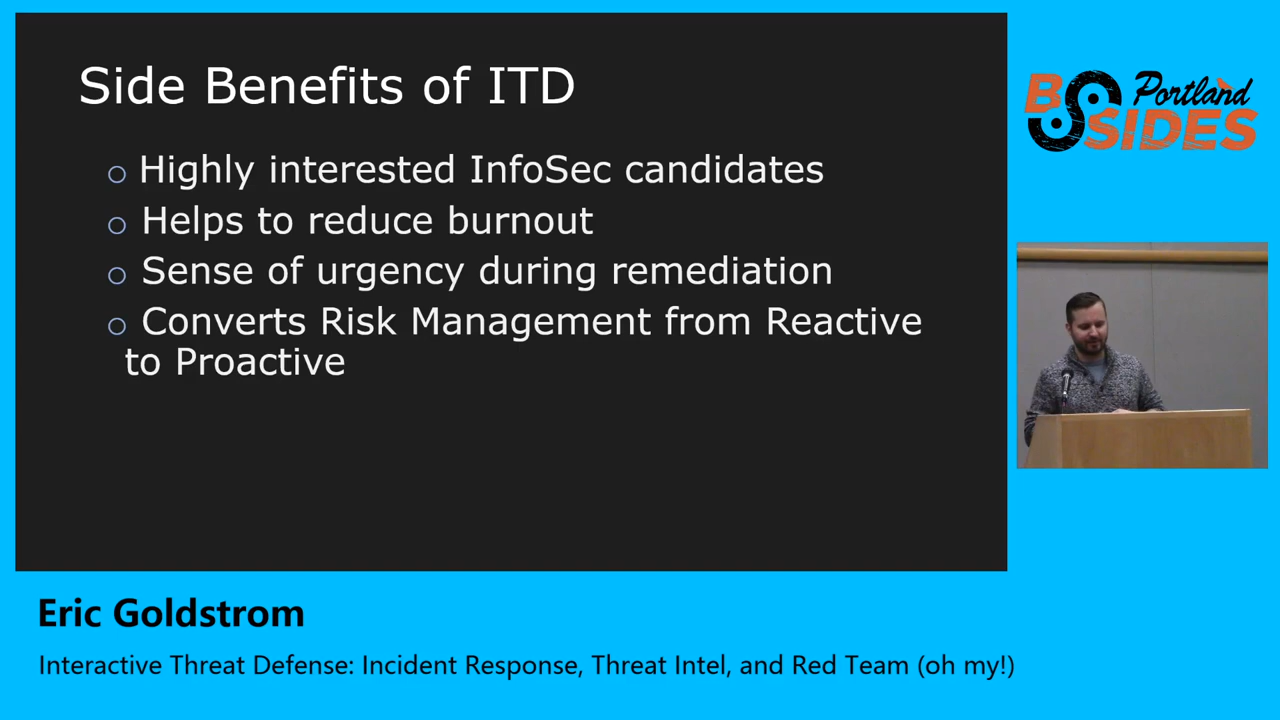 Side Benefits of ITD
o Highly interested InfoSec candidates
o Helps to reduce burnout
o Sense of urgency during remediation
o Converts Risk Management from Reactive
to Proactive
B SIDES Portland
Eric Goldstrom
Interactive Threat Defense: Incident Response, Threat Intel, and Red Team (oh my!)